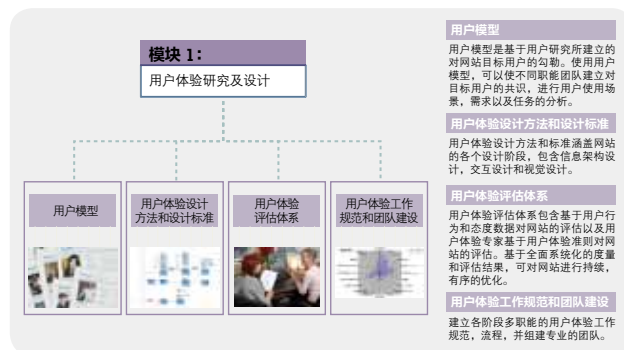 模块 1：
用户体验研究及设计
用户模型
用户体验设计
方法和设计标准
用户体验
评估体系
用户体验工作
规范和团队建设
用户模型
用户模型是基于用户研究所建立的
对网站目标用户的勾勒。使用用户
模型，可以使不同职能团队建立对
目标用户的共识，进行用户使用场
景，需求以及任务的分析。
用户体验设计方法和设计标准
用户体验设计方法和标准涵盖网站
的各个设计阶段，包含信息架构设
计，交互设计和视觉设计。
用户体验评估体系
用户体验评估体系包含基于用户行
为和态度数据对网站的评估以及用
户体验专家基于用户体验准则对网
站的评估。基于全面系统化的度量
和评估结果，可对网站进行持续，
有序的优化。
用户体验工作规范和团队建设
建立各阶段多职能的用户体验工作
规范，流程，并组建专业的团队。